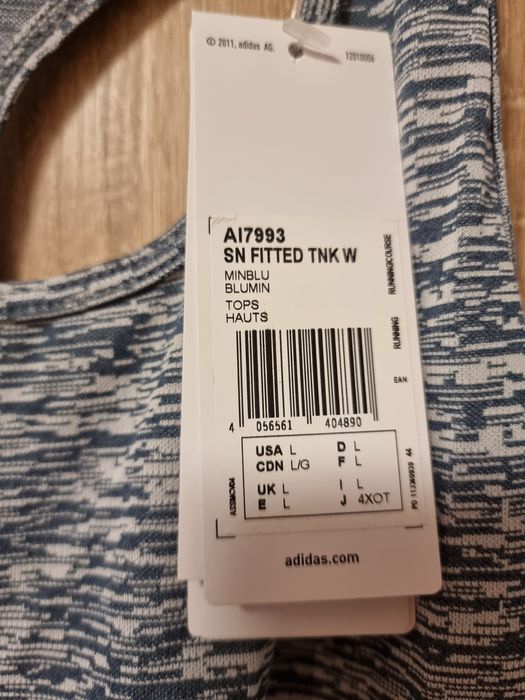 © 2011, adidas AG.
12010006
AI7993
SN FITTED TNK W
MINBLU
BLUMIN
TOPS
HAUTS
RUNNING/COURSE
RUNNING
EAN:
4 056561 404890
USA L D L
CDN L/G F L
UK L I L
E L J 4XOT
adidas.com